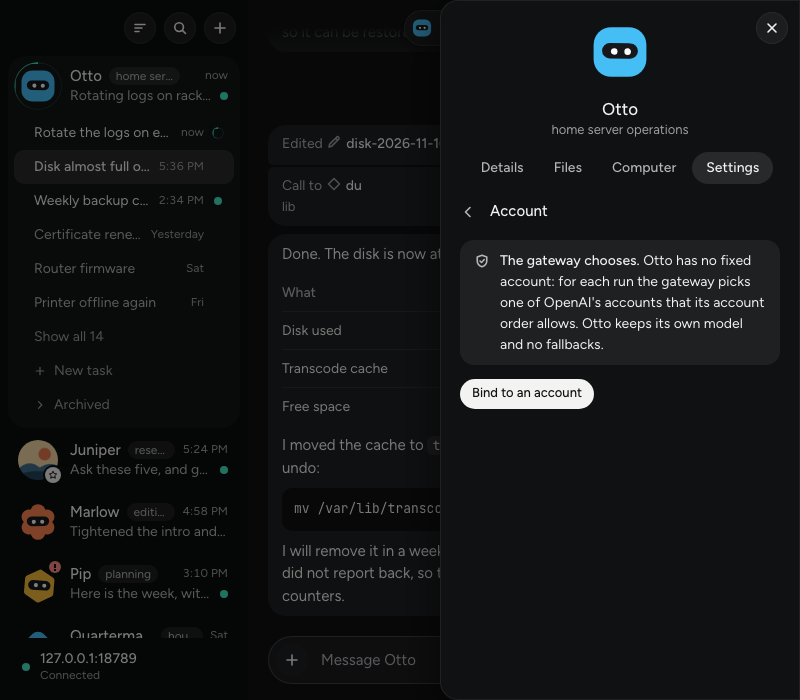 Otto
home ser...
now
Rotating logs on rack...
Rotate the logs on e...
now
Disk almost full o...
5:36 PM
Weekly backup c...
2:34 PM
Certificate rene...
Yesterday
Router firmware
Sat
Printer offline again
Fri
Show all 14
New task
Archived
Juniper
rese...
5:24 PM
Ask these five, and g...
Marlow
editi...
4:58 PM
Tightened the intro and...
Pip
planning
3:10 PM
Here is the week, wit...
Quarterma
hou...
Sat
127.0.0.1:18789
Connected
so it can be
Edited
disk-2026-11-1
Call to
du
lib
Done. The disk is now at
What
Disk used
Transcode cache
Free space
I moved the cache to
undo:
mv /var/lib/transco
I will remove it in a week
did not report back, so
counters.
Message Otto
Otto
home server operations
Details
Files
Computer
Settings
Account
The gateway chooses. Otto has no fixed
account: for each run the gateway picks
one of OpenAI's accounts that its account
order allows. Otto keeps its own model
and no fallbacks.
Bind to an account